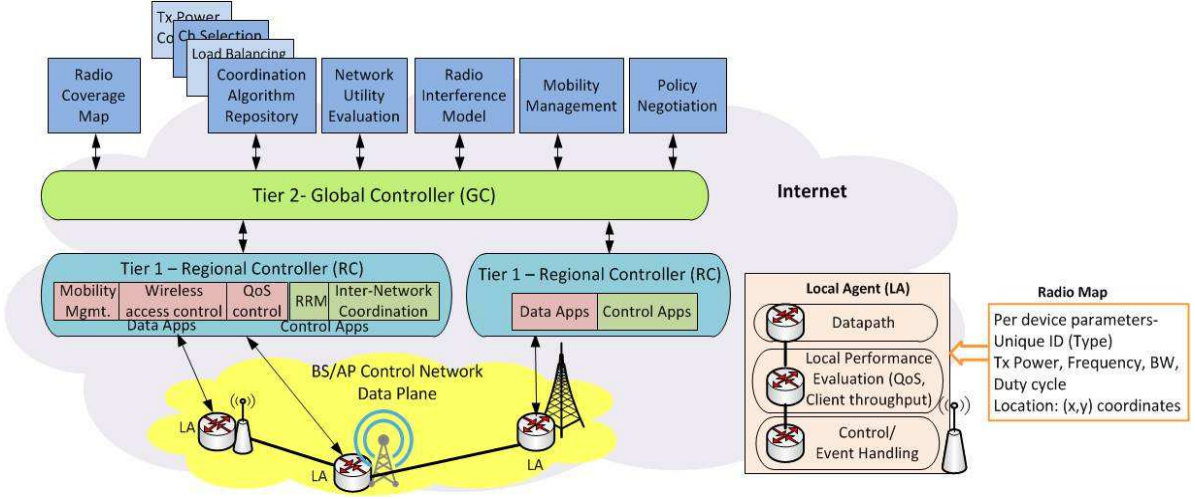 Tx Power
Co
Ch Selection
Load Balancing
Radio
Coverage
Map
Coordination
Algorithm
Repository
Network
Utility
Evaluation
Radio
Interference
Model
Mobility
Management
Policy
Negotiation
Tier 2- Global Controller (GC)
Internet
Tier 1 – Regional Controller (RC)
Mobility
Mgmt.
Wireless
access control
QoS
control
RRM
Inter-Network
Coordination
Data Apps
Control Apps
Tier 1 – Regional Controller (RC)
Data Apps
Control Apps
BS/AP Control Network
Data Plane
LA
LA
LA
Local Agent (LA)
Datapath
Local Performance
Evaluation (QoS,
Client throughput)
Control/
Event Handling
Radio Map
Per device parameters-
Unique ID (Type)
Tx Power, Frequency, BW,
Duty cycle
Location: (x,y) coordinates